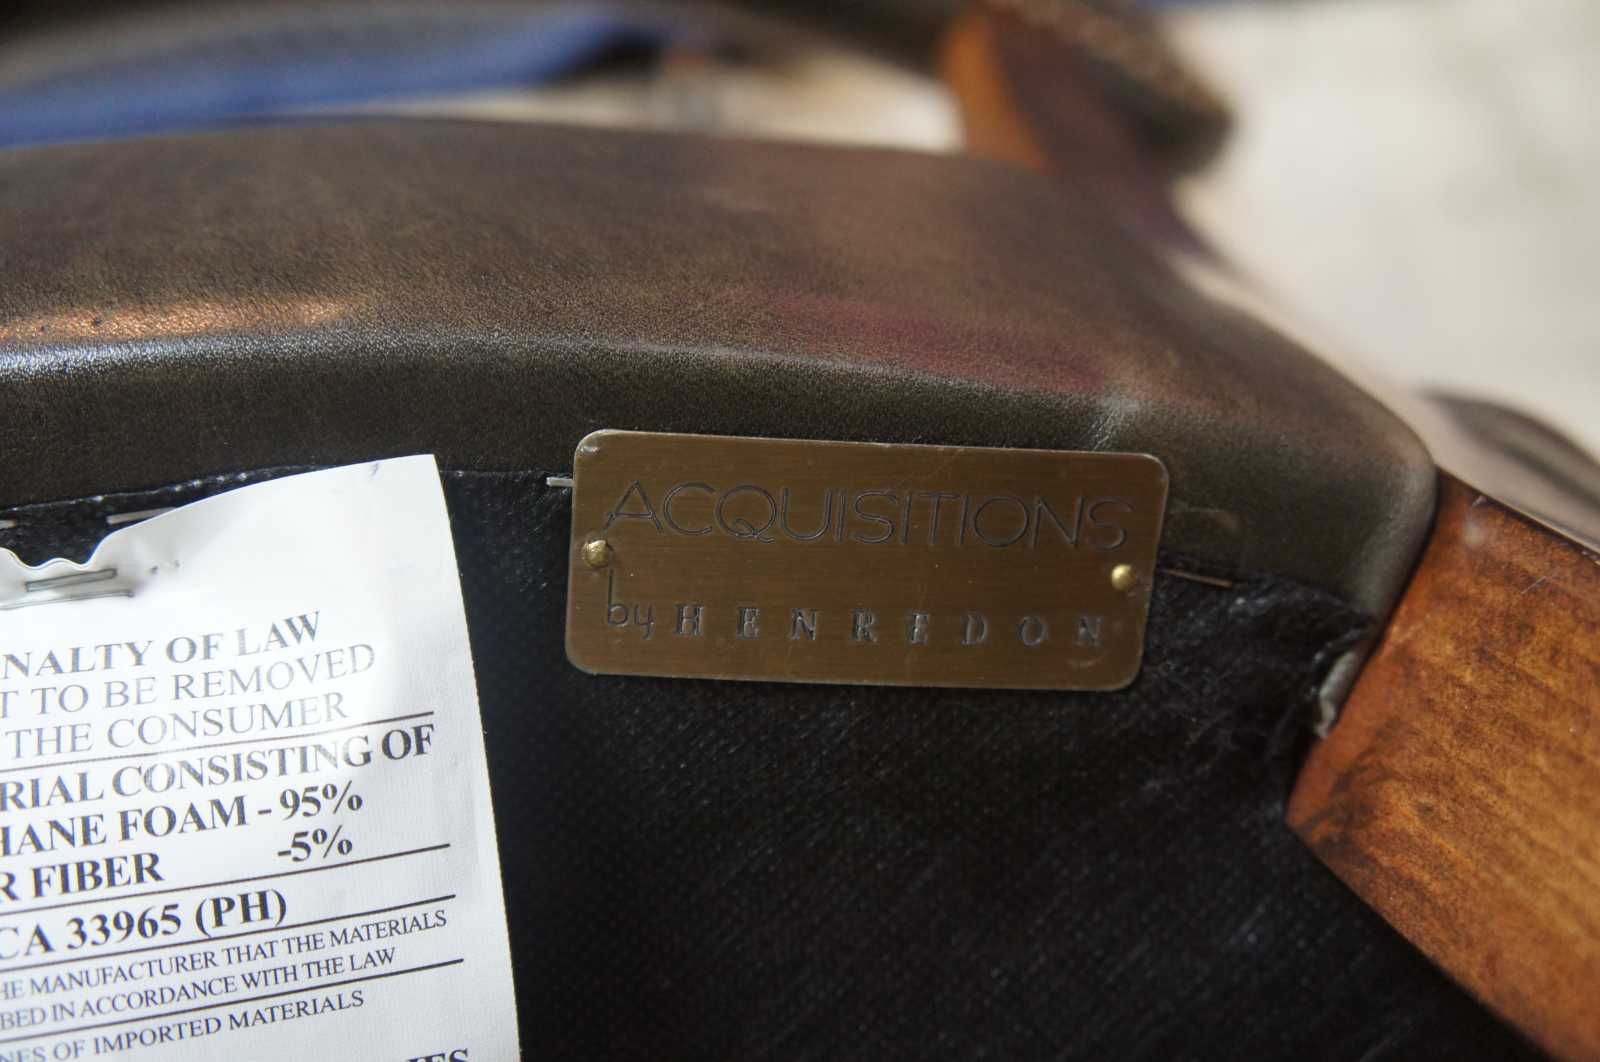 ACQUISITIONS
by HENREDON
NALTY OF LAW
T TO BE REMOVED
THE CONSUMER
RIAL CONSISTING OF
HANE FOAM - 95%
R FIBER -5%
CA 33965 (PH)
HE MANUFACTURER THAT THE MATERIALS
BED IN ACCORDANCE WITH THE LAW
NES OF IMPORTED MATERIALS